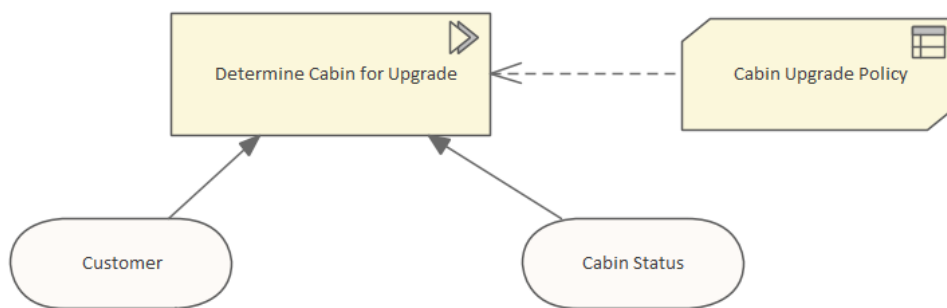 Determine Cabin for Upgrade
Cabin Upgrade Policy
Customer
Cabin Status